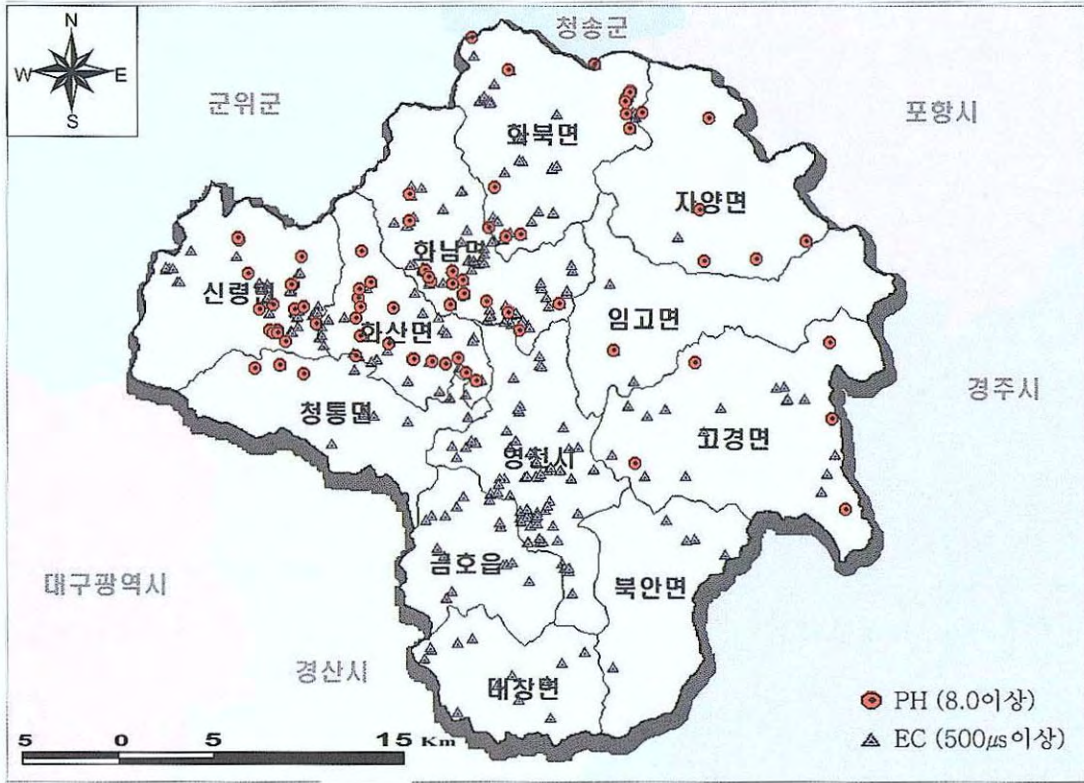 N
W E
S
청송군
군위군
포항시
화북면
자양면
화남면
신령면
화산면
임고면
경주시
청통면
고경면
영천시
금호읍
북안면
대구광역시
경산시
대창면
PH (8.0이상)
EC (500µs이상)
5 0 5 15 Km